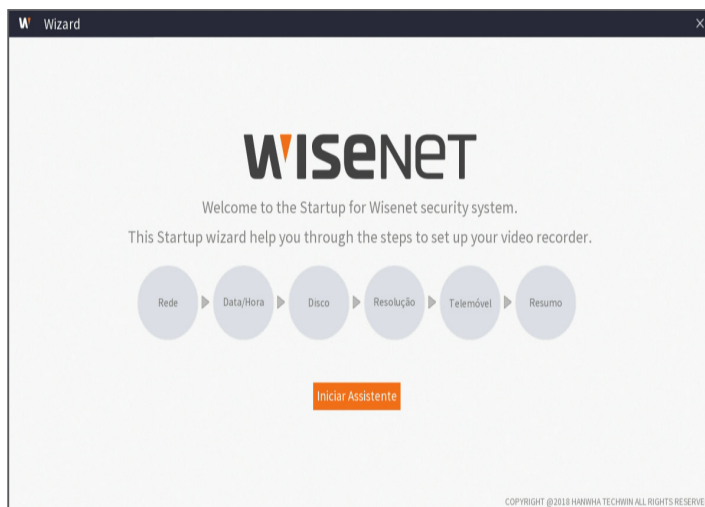 Wizard
WISENET
Welcome to the Startup for Wisenet security system.
This Startup wizard help you through the steps to set up your video recorder.
Rede Data/Hora Disco Resolução Telemóvel Resumo
Iniciar Assistente
COPYRIGHT @2018 HANWHA TECHWIN ALL RIGHTS RESERVE